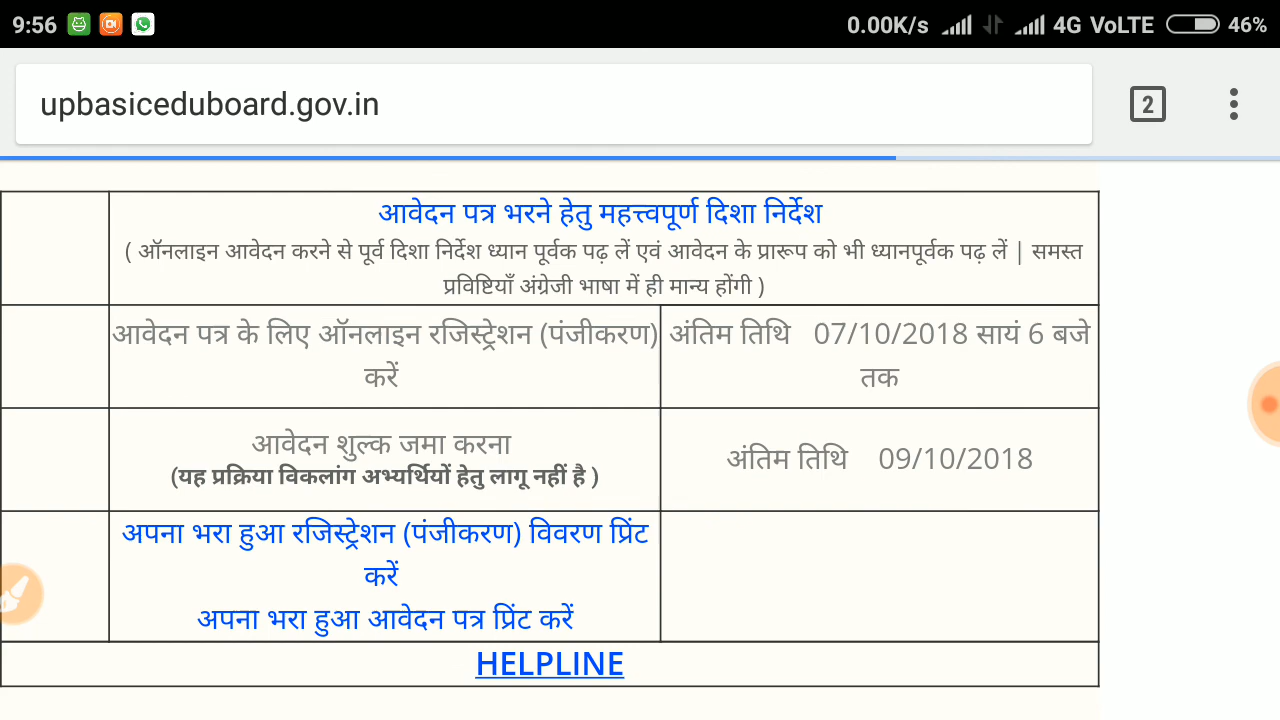 9:56 0.00K/s 4G VoLTE 46%
upbasiceduboard.gov.in 2
आवेदन पत्र भरने हेतु महत्त्वपूर्ण दिशा निर्देश
( ऑनलाइन आवेदन करने से पूर्व दिशा निर्देश ध्यान पूर्वक पढ़ लें एवं आवेदन के प्रारूप को भी ध्यानपूर्वक पढ़ लें | समस्त
प्रविष्टियाँ अंग्रेजी भाषा में ही मान्य होंगी )
आवेदन पत्र के लिए ऑनलाइन रजिस्ट्रेशन (पंजीकरण)
करें
अंतिम तिथि 07/10/2018 सायं 6 बजे
तक
आवेदन शुल्क जमा करना
(यह प्रक्रिया विकलांग अभ्यर्थियों हेतु लागू नहीं है )
अंतिम तिथि 09/10/2018
अपना भरा हुआ रजिस्ट्रेशन (पंजीकरण) विवरण प्रिंट
करें
अपना भरा हुआ आवेदन पत्र प्रिंट करें
HELPLINE